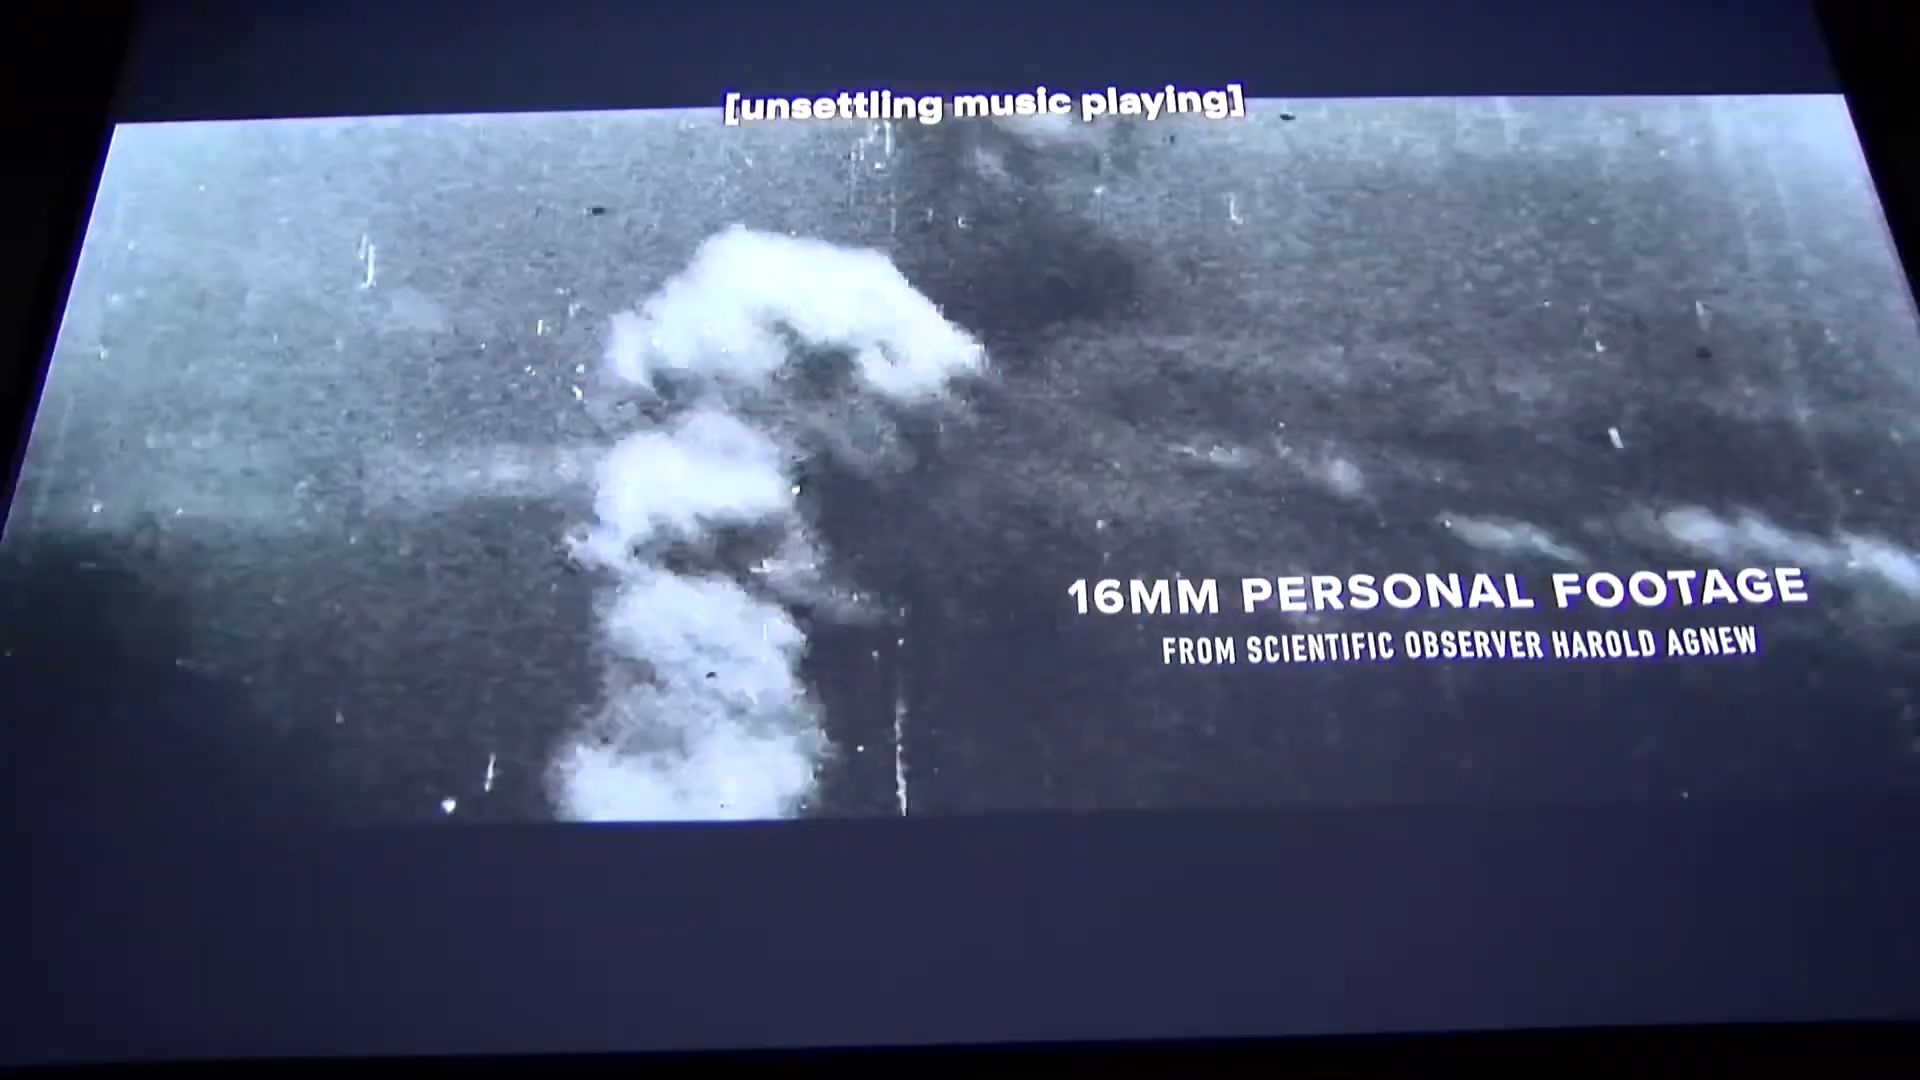 [unsettling music playing]
16MM PERSONAL FOOTAGE
FROM SCIENTIFIC OBSERVER HAROLD AGNEW